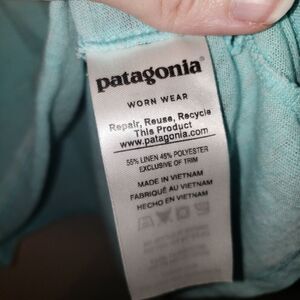 patagonia®
WORN WEAR
Repair, Reuse, Recycle
This Product
www.patagonia.com
55% LINEN 45% POLYESTER
EXCLUSIVE OF TRIM
MADE IN VIETNAM
FABRIQUÉ AU VIETNAM
HECHO EN VIETNAM